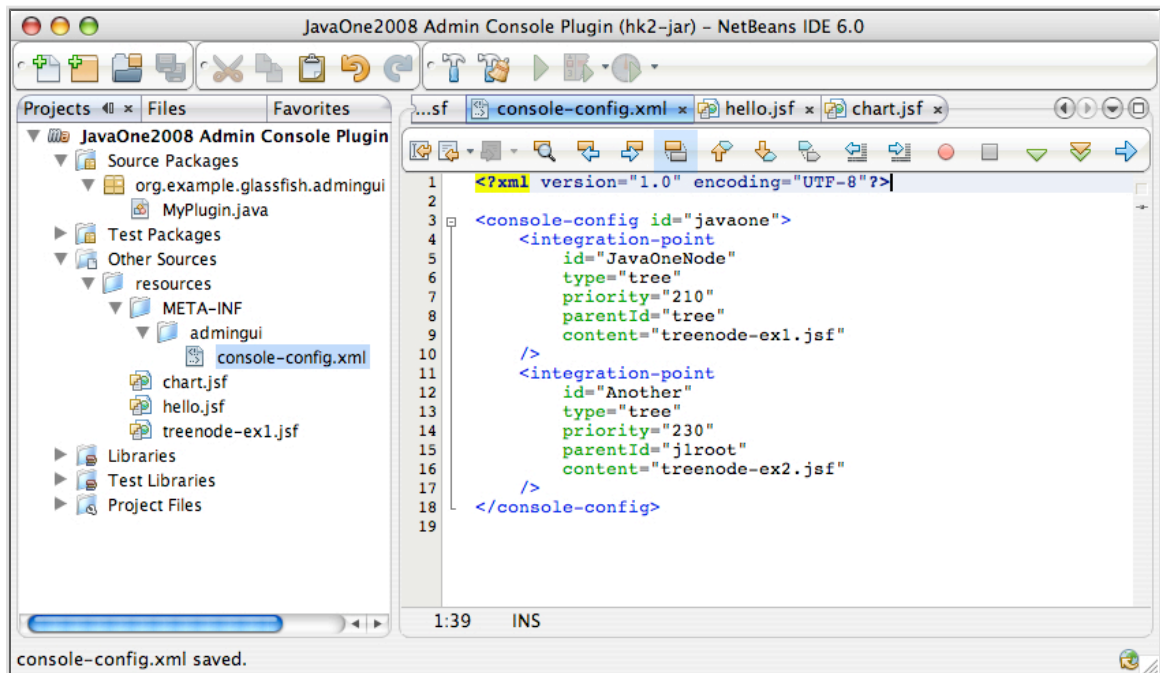 JavaOne2008 Admin Console Plugin (hk2-jar) – NetBeans IDE 6.0
Projects Files Favorites
...sf console-config.xml hello.jsf chart.jsf
JavaOne2008 Admin Console Plugin
Source Packages
org.example.glassfish.admingui
MyPlugin.java
Test Packages
Other Sources
resources
META-INF
admingui
console-config.xml
chart.jsf
hello.jsf
treenode-ex1.jsf
Libraries
Test Libraries
Project Files
1 <?xml version="1.0" encoding="UTF-8"?>
2
3 <console-config id="javaone">
4 <integration-point
5 id="JavaOneNode"
6 type="tree"
7 priority="210"
8 parentId="tree"
9 content="treenode-ex1.jsf"
10 />
11 <integration-point
12 id="Another"
13 type="tree"
14 priority="230"
15 parentId="j1root"
16 content="treenode-ex2.jsf"
17 />
18 </console-config>
19
1:39 INS
console-config.xml saved.